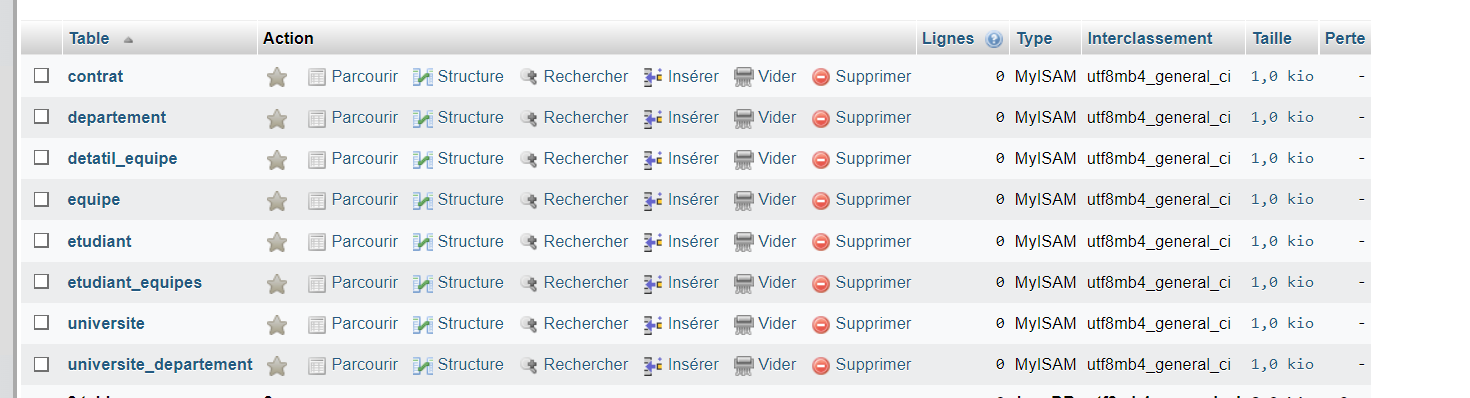 Table Action Lignes Type Interclassement Taille Perte
contrat Parcourir Structure Rechercher Insérer Vider Supprimer 0 MyISAM utf8mb4_general_ci 1,0 kio -
departement Parcourir Structure Rechercher Insérer Vider Supprimer 0 MyISAM utf8mb4_general_ci 1,0 kio -
detatil_equipe Parcourir Structure Rechercher Insérer Vider Supprimer 0 MyISAM utf8mb4_general_ci 1,0 kio -
equipe Parcourir Structure Rechercher Insérer Vider Supprimer 0 MyISAM utf8mb4_general_ci 1,0 kio -
etudiant Parcourir Structure Rechercher Insérer Vider Supprimer 0 MyISAM utf8mb4_general_ci 1,0 kio -
etudiant_equipes Parcourir Structure Rechercher Insérer Vider Supprimer 0 MyISAM utf8mb4_general_ci 1,0 kio -
universite Parcourir Structure Rechercher Insérer Vider Supprimer 0 MyISAM utf8mb4_general_ci 1,0 kio -
universite_departement Parcourir Structure Rechercher Insérer Vider Supprimer 0 MyISAM utf8mb4_general_ci 1,0 kio -